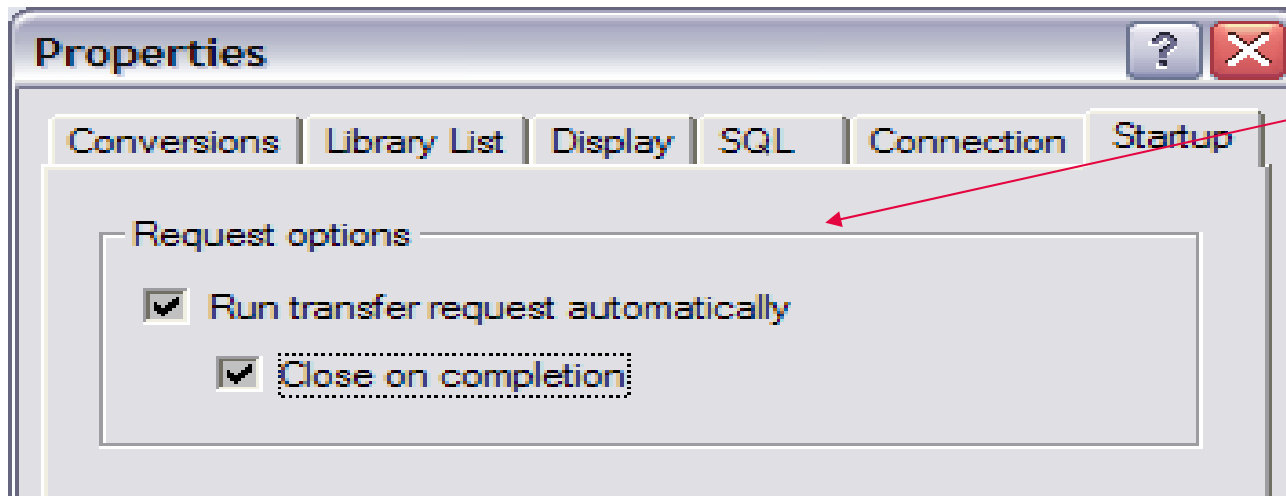 Properties
?
Conversions Library List Display SQL Connection Startup
Request options
Run transfer request automatically
Close on completion